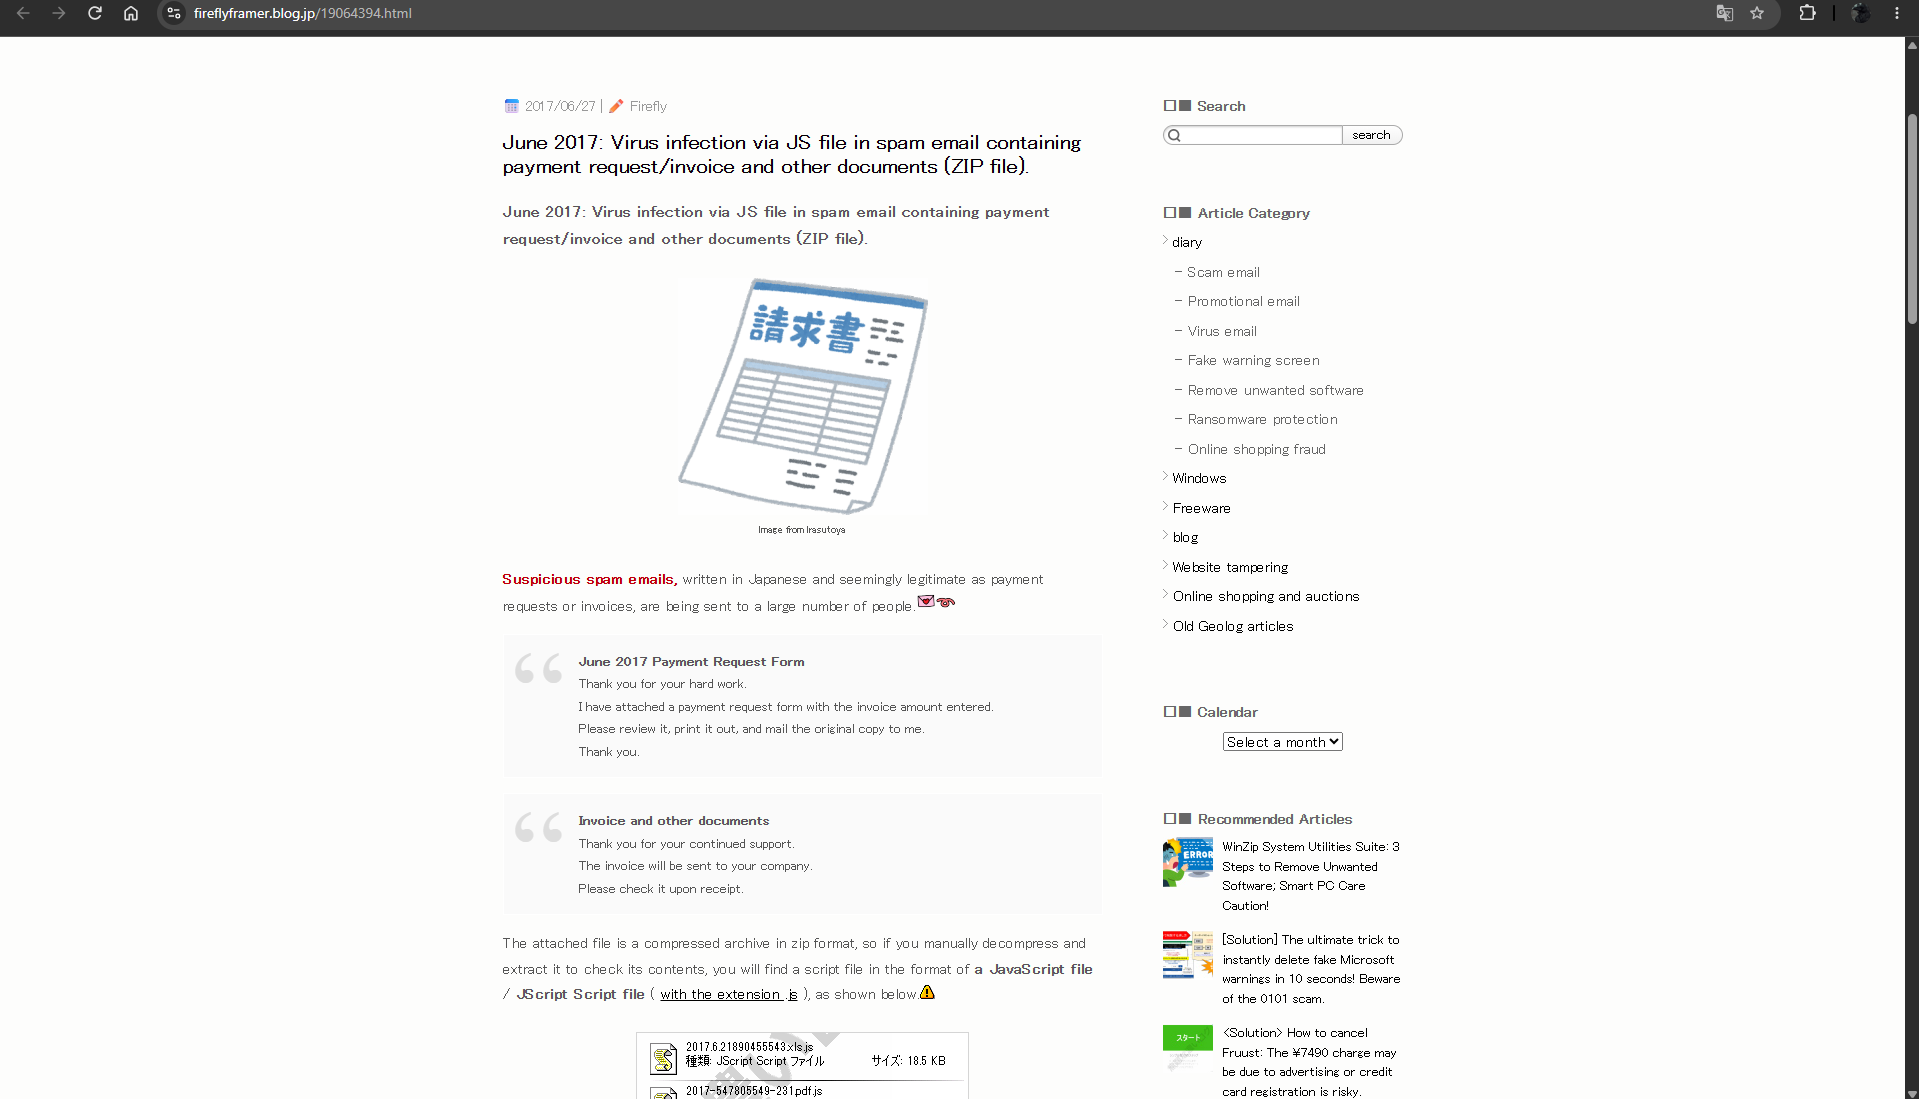 fireflyframer.blog.jp/19064394.html
2017/06/27 | Firefly
June 2017: Virus infection via JS file in spam email containing
payment request/invoice and other documents (ZIP file).
June 2017: Virus infection via JS file in spam email containing payment
request/invoice and other documents (ZIP file).
請求書
Image from Irasutoya
Suspicious spam emails, written in Japanese and seemingly legitimate as payment
requests or invoices, are being sent to a large number of people.
June 2017 Payment Request Form
Thank you for your hard work.
I have attached a payment request form with the invoice amount entered.
Please review it, print it out, and mail the original copy to me.
Thank you.
Invoice and other documents
Thank you for your continued support.
The invoice will be sent to your company.
Please check it upon receipt.
The attached file is a compressed archive in zip format, so if you manually decompress and
extract it to check its contents, you will find a script file in the format of a JavaScript file
/ JScript Script file ( with the extension .js ), as shown below.
2017.6.21890455543.xls.js
種類: JScript Script ファイル サイズ: 18.5 KB
2017-547805549-231.pdf.js
□■ Search
search
□■ Article Category
diary
- Scam email
- Promotional email
- Virus email
- Fake warning screen
- Remove unwanted software
- Ransomware protection
- Online shopping fraud
Windows
Freeware
blog
Website tampering
Online shopping and auctions
Old Geolog articles
□■ Calendar
Select a month
□■ Recommended Articles
ERROR
WinZip System Utilities Suite: 3
Steps to Remove Unwanted
Software; Smart PC Care
Caution!
[Solution] The ultimate trick to
instantly delete fake Microsoft
warnings in 10 seconds! Beware
of the 0101 scam.
スタート
<Solution> How to cancel
Fruust: The ¥7490 charge may
be due to advertising or credit
card registration is risky.